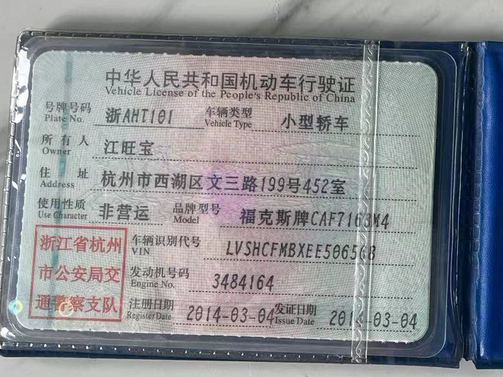 中华人民共和国机动车行驶证
Vehicle License of the People's Republic of China
号牌号码 浙AHT101 车辆类型 小型轿车
Plate No. Vehicle Type
所有人 江旺宝
Owner
住址 杭州市西湖区文三路199号452室
Address
使用性质 非营运 品牌型号 福克斯牌CAF7163M4
Use Character Model
浙江省杭州
市公安局交
通警察支队
车辆识别代号
VIN
发动机号码 3484164
Engine No.
注册日期 2014-03-04 发证日期 2014-03-04
Register Date Issue Date